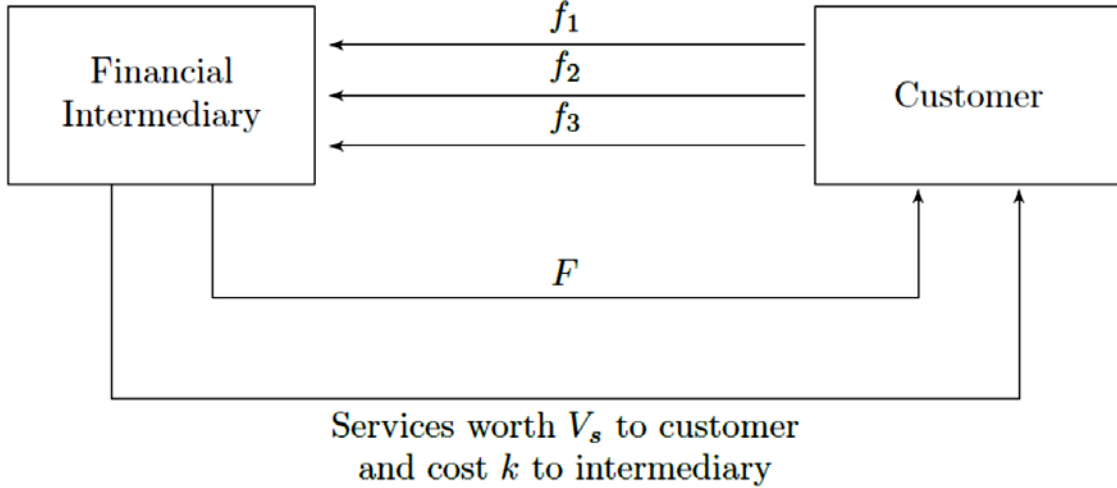 Financial
Intermediary
f₁
f₂
f₃
Customer
F
Services worth Vₛ to customer
and cost k to intermediary